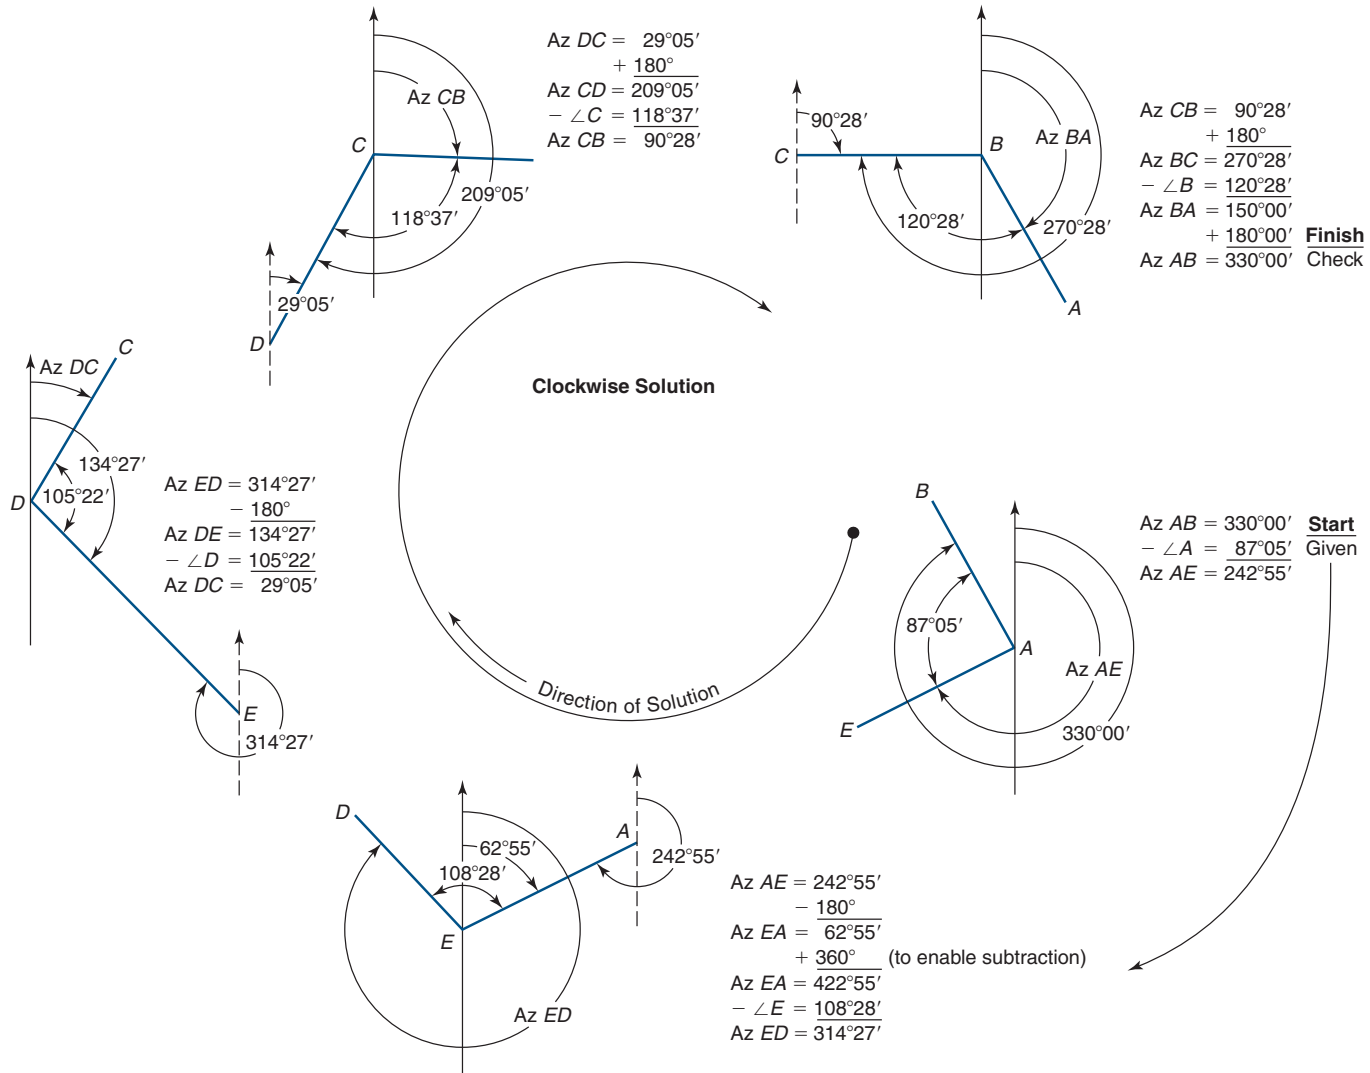 Az DC = 29°05′
+ 180°
Az CD = 209°05′
− ∠C = 118°37′
Az CB = 90°28′
Az CB
C
118°37′
209°05′
29°05′
D
90°28′
C
B
Az BA
120°28′
270°28′
A
Az CB = 90°28′
+ 180°
Az BC = 270°28′
− ∠B = 120°28′
Az BA = 150°00′
+ 180°00′ Finish
Az AB = 330°00′ Check
Clockwise Solution
Direction of Solution
C
Az DC
134°27′
D
105°22′
E
314°27′
Az ED = 314°27′
− 180°
Az DE = 134°27′
− ∠D = 105°22′
Az DC = 29°05′
B
87°05′
A
Az AE
E
330°00′
Az AB = 330°00′ Start
− ∠A = 87°05′ Given
Az AE = 242°55′
D
62°55′
A
108°28′
242°55′
E
Az ED
Az AE = 242°55′
− 180°
Az EA = 62°55′
+ 360° (to enable subtraction)
Az EA = 422°55′
− ∠E = 108°28′
Az ED = 314°27′